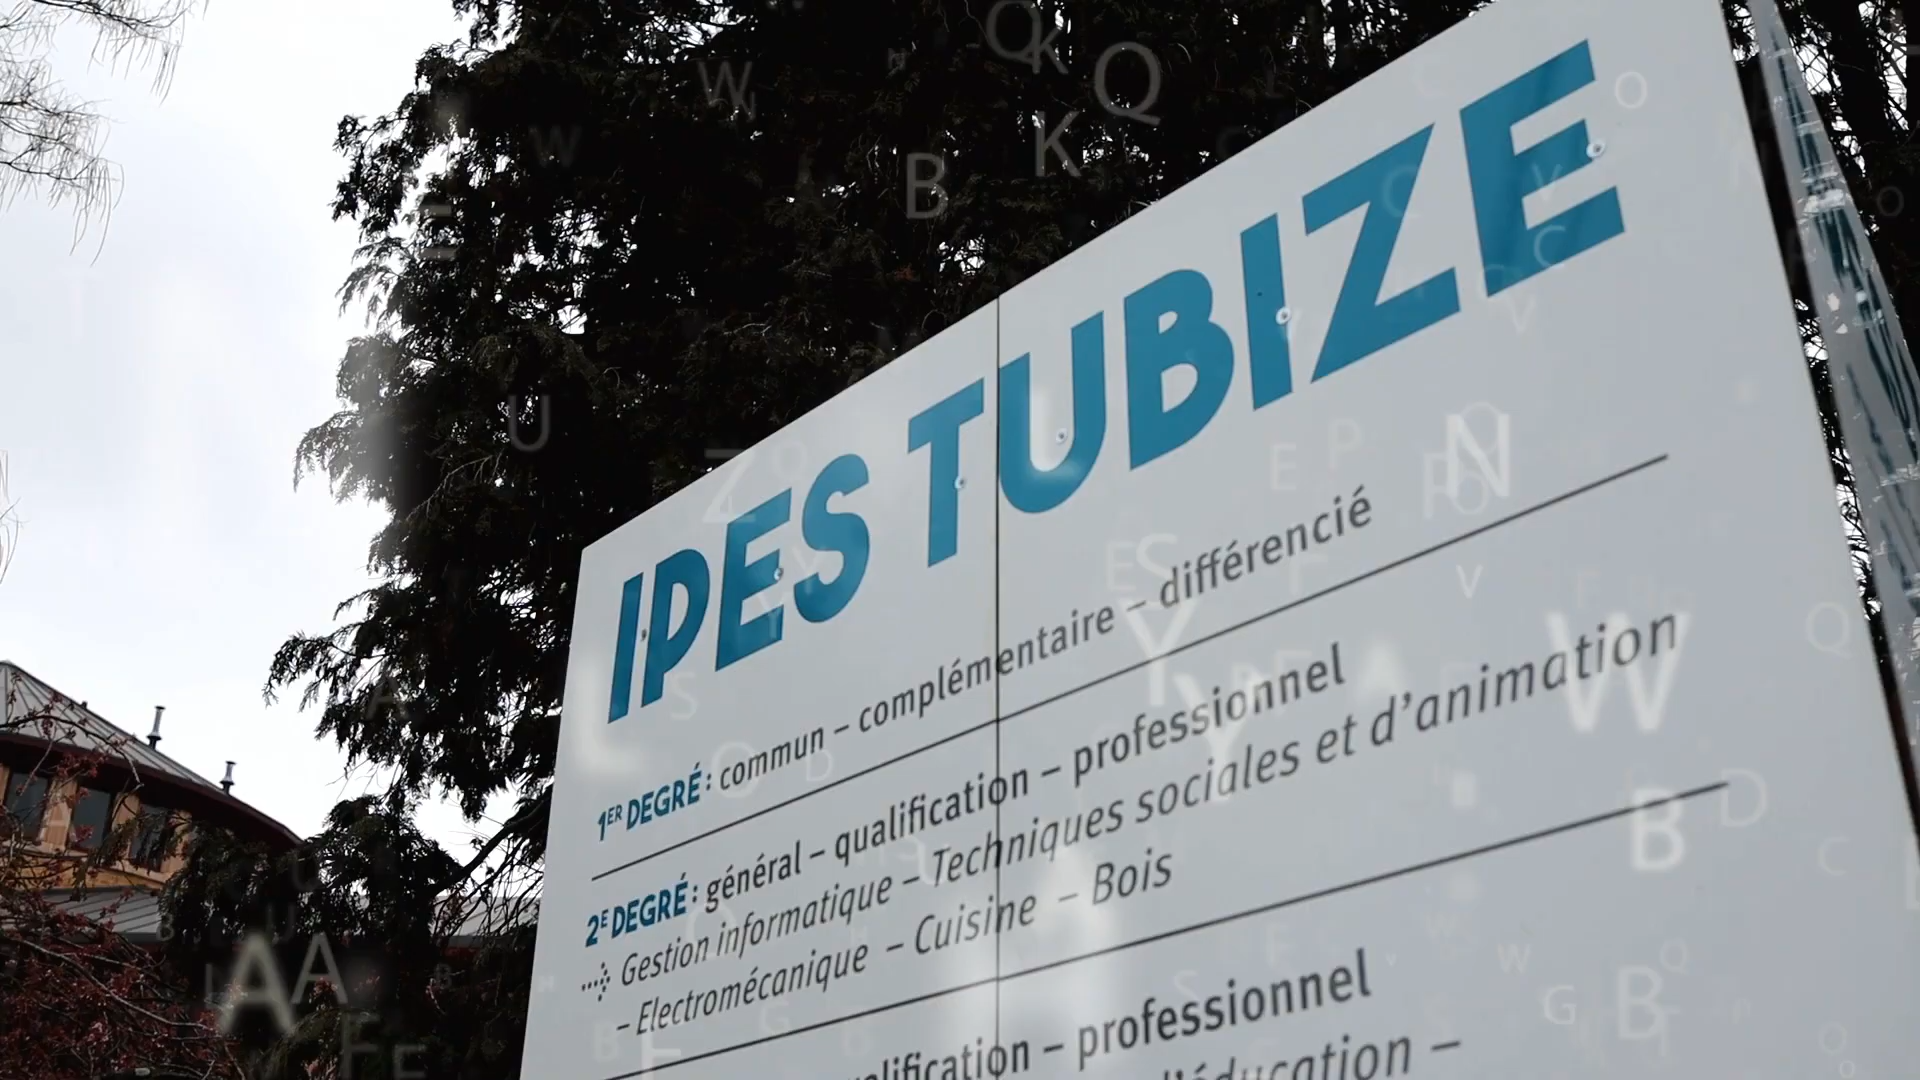 IPES TUBIZE
1ER DEGRÉ : commun – complémentaire – différencié
2E DEGRÉ : général – qualification – professionnel
Gestion informatique – Techniques sociales et d'animation
– Electromécanique – Cuisine – Bois
– professionnel
d'éducation –